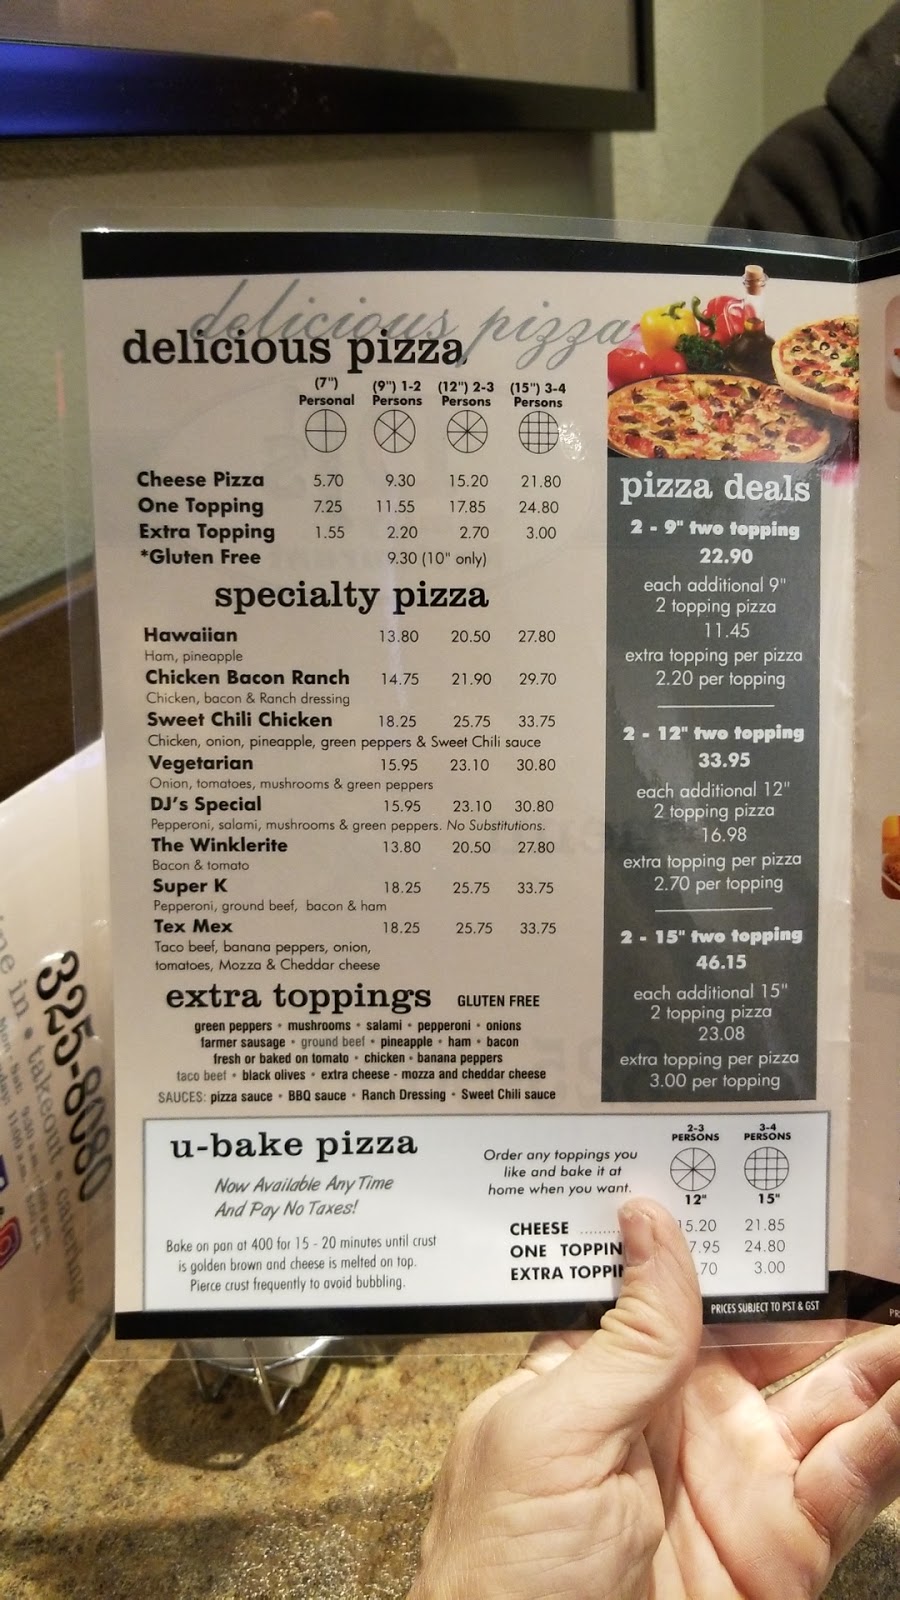 delicious pizza
delicious pizza
(7") Personal
(9") 1-2 Persons
(12") 2-3 Persons
(15") 3-4 Persons
Cheese Pizza 5.70 9.30 15.20 21.80
One Topping 7.25 11.55 17.85 24.80
Extra Topping 1.55 2.20 2.70 3.00
*Gluten Free 9.30 (10" only)
specialty pizza
Hawaiian 13.80 20.50 27.80
Ham, pineapple
Chicken Bacon Ranch 14.75 21.90 29.70
Chicken, bacon & Ranch dressing
Sweet Chili Chicken 18.25 25.75 33.75
Chicken, onion, pineapple, green peppers & Sweet Chili sauce
Vegetarian 15.95 23.10 30.80
Onion, tomatoes, mushrooms & green peppers
DJ's Special 15.95 23.10 30.80
Pepperoni, salami, mushrooms & green peppers. No Substitutions.
The Winklerite 13.80 20.50 27.80
Bacon & tomato
Super K 18.25 25.75 33.75
Pepperoni, ground beef, bacon & ham
Tex Mex 18.25 25.75 33.75
Taco beef, banana peppers, onion,
tomatoes, Mozza & Cheddar cheese
extra toppings GLUTEN FREE
green peppers • mushrooms • salami • pepperoni • onions
farmer sausage • ground beef • pineapple • ham • bacon
fresh or baked on tomato • chicken • banana peppers
taco beef • black olives • extra cheese - mozza and cheddar cheese
SAUCES: pizza sauce • BBQ sauce • Ranch Dressing • Sweet Chili sauce
pizza deals
2 - 9" two topping
22.90
each additional 9"
2 topping pizza
11.45
extra topping per pizza
2.20 per topping
2 - 12" two topping
33.95
each additional 12"
2 topping pizza
16.98
extra topping per pizza
2.70 per topping
2 - 15" two topping
46.15
each additional 15"
2 topping pizza
23.08
extra topping per pizza
3.00 per topping
u-bake pizza
Now Available Any Time
And Pay No Taxes!
Bake on pan at 400 for 15 - 20 minutes until crust
is golden brown and cheese is melted on top.
Pierce crust frequently to avoid bubbling.
Order any toppings you
like and bake it at
home when you want.
2-3 PERSONS
3-4 PERSONS
12" 15"
CHEESE .......... 15.20 21.85
ONE TOPPIN 7.95 24.80
EXTRA TOPPI .70 3.00
PRICES SUBJECT TO PST & GST
325-8080
in • takeout • catering